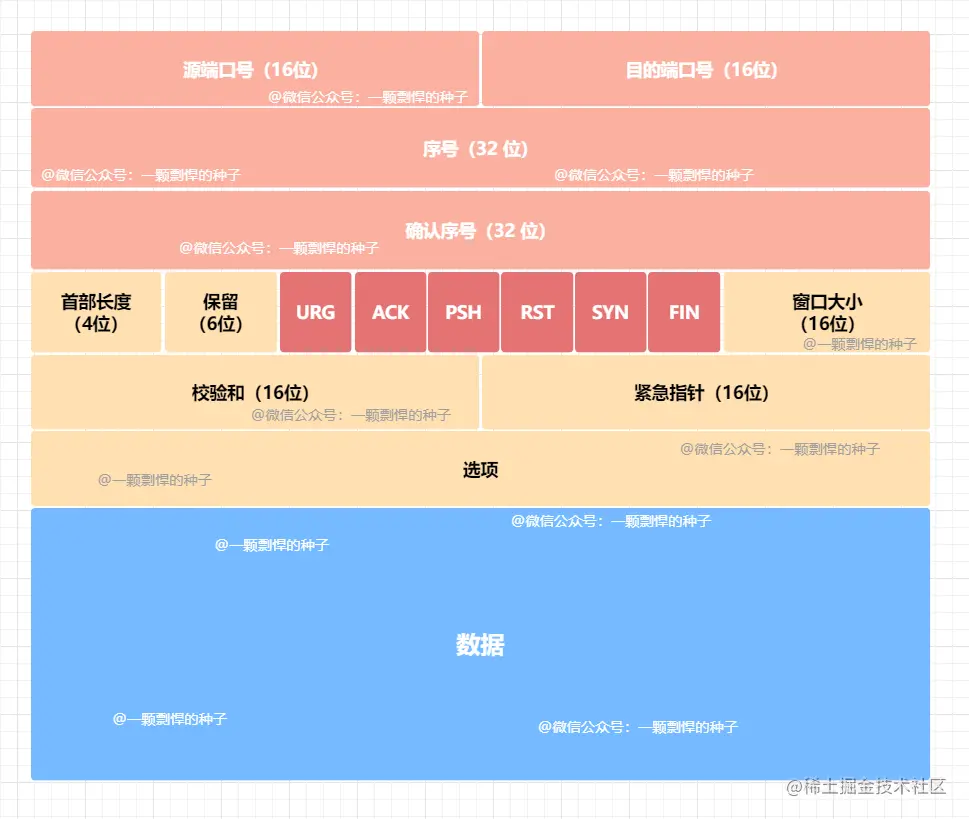 源端口号（16位）
目的端口号（16位）
@微信公众号：一颗剽悍的种子
序号（32 位）
@微信公众号：一颗剽悍的种子
@微信公众号：一颗剽悍的种子
确认序号（32 位）
@微信公众号：一颗剽悍的种子
首部长度
（4位）
保留
（6位）
URG
ACK
PSH
RST
SYN
FIN
窗口大小
（16位）
@一颗剽悍的种子
校验和（16位）
@微信公众号：一颗剽悍的种子
紧急指针（16位）
@微信公众号：一颗剽悍的种子
选项
@一颗剽悍的种子
@微信公众号：一颗剽悍的种子
@一颗剽悍的种子
数据
@一颗剽悍的种子
@微信公众号：一颗剽悍的种子
@稀土掘金技术社区